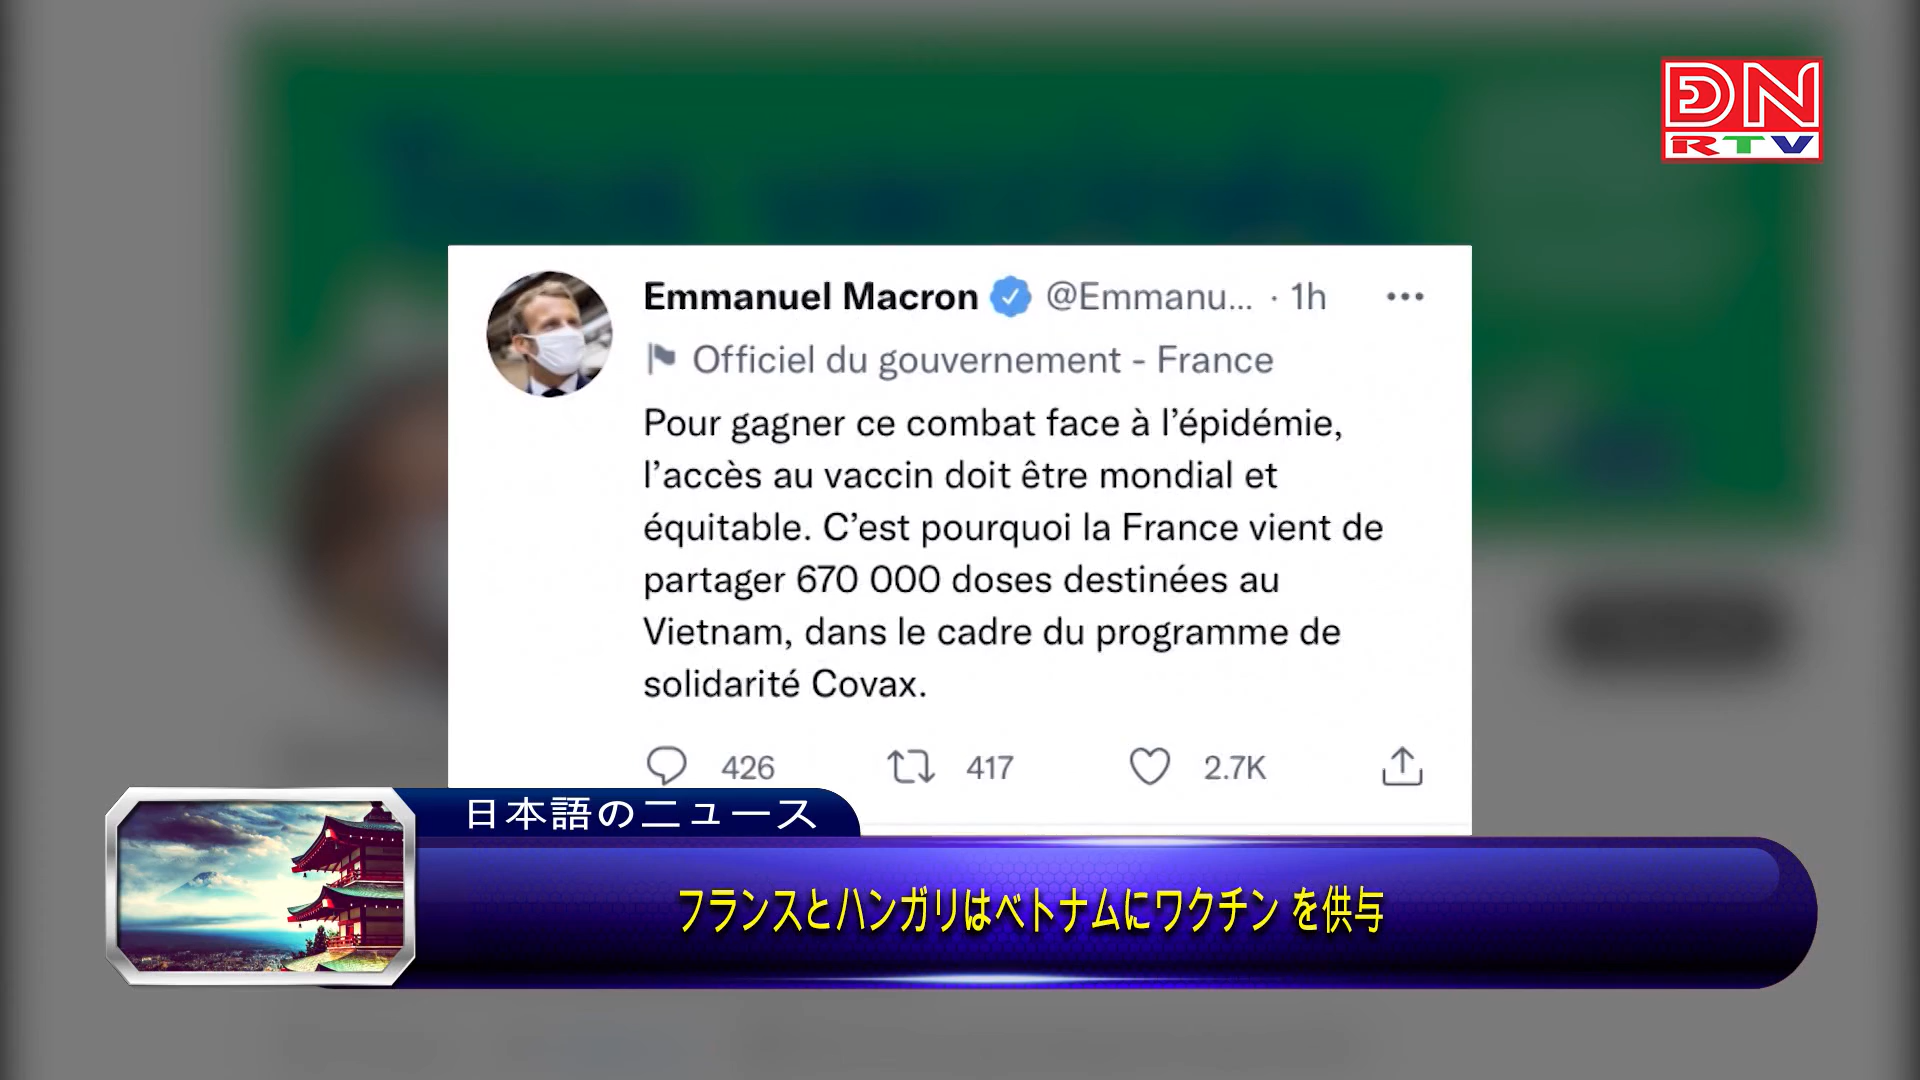 ĐN
RTV
Emmanuel Macron @Emmanu... · 1h
Officiel du gouvernement - France
Pour gagner ce combat face à l’épidémie,
l’accès au vaccin doit être mondial et
équitable. C’est pourquoi la France vient de
partager 670 000 doses destinées au
Vietnam, dans le cadre du programme de
solidarité Covax.
426 417 2.7K
日本語のニュース
フランスとハンガリはベトナムにワクチン を供与